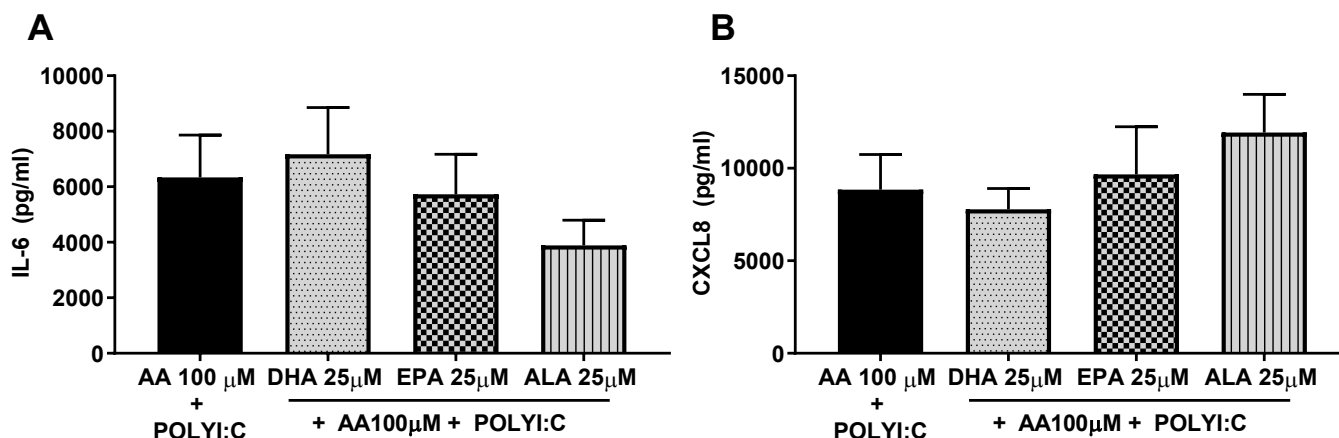 A
10000
8000
6000
4000
2000
0
IL-6 (pg/ml)
AA 100 μM
+
POLYI:C
DHA 25μM
EPA 25μM
ALA 25μM
+ AA100μM + POLYI:C
B
15000
10000
5000
0
CXCL8 (pg/ml)
AA 100 μM
+
POLYI:C
DHA 25μM
EPA 25μM
ALA 25μM
+ AA100μM + POLYI:C